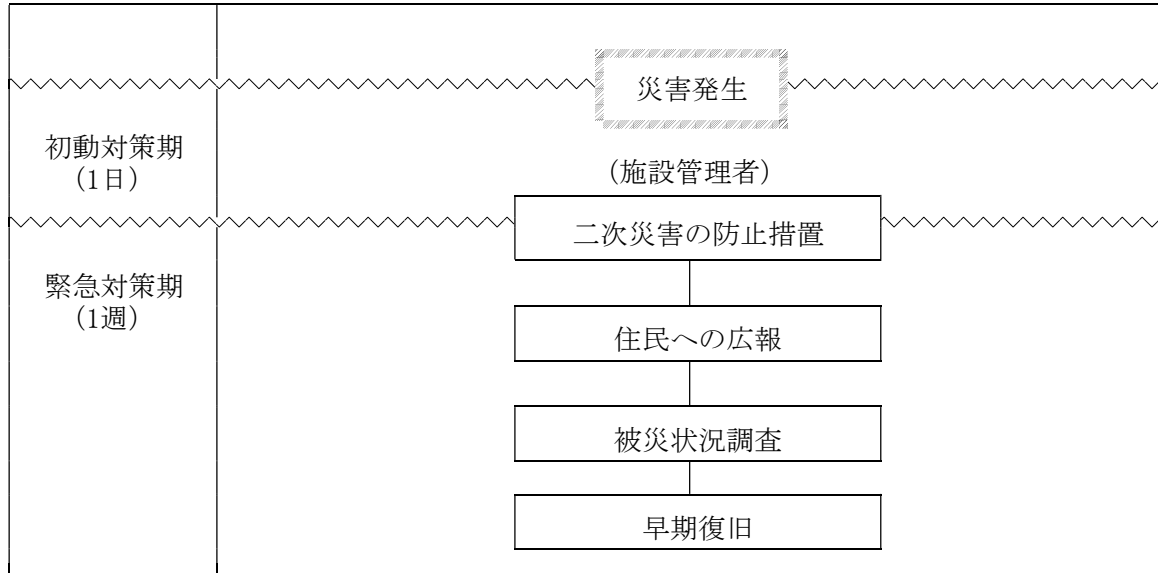 災害発生
初動対策期
（1日）
（施設管理者）
二次災害の防止措置
緊急対策期
（1週）
住民への広報
被災状況調査
早期復旧